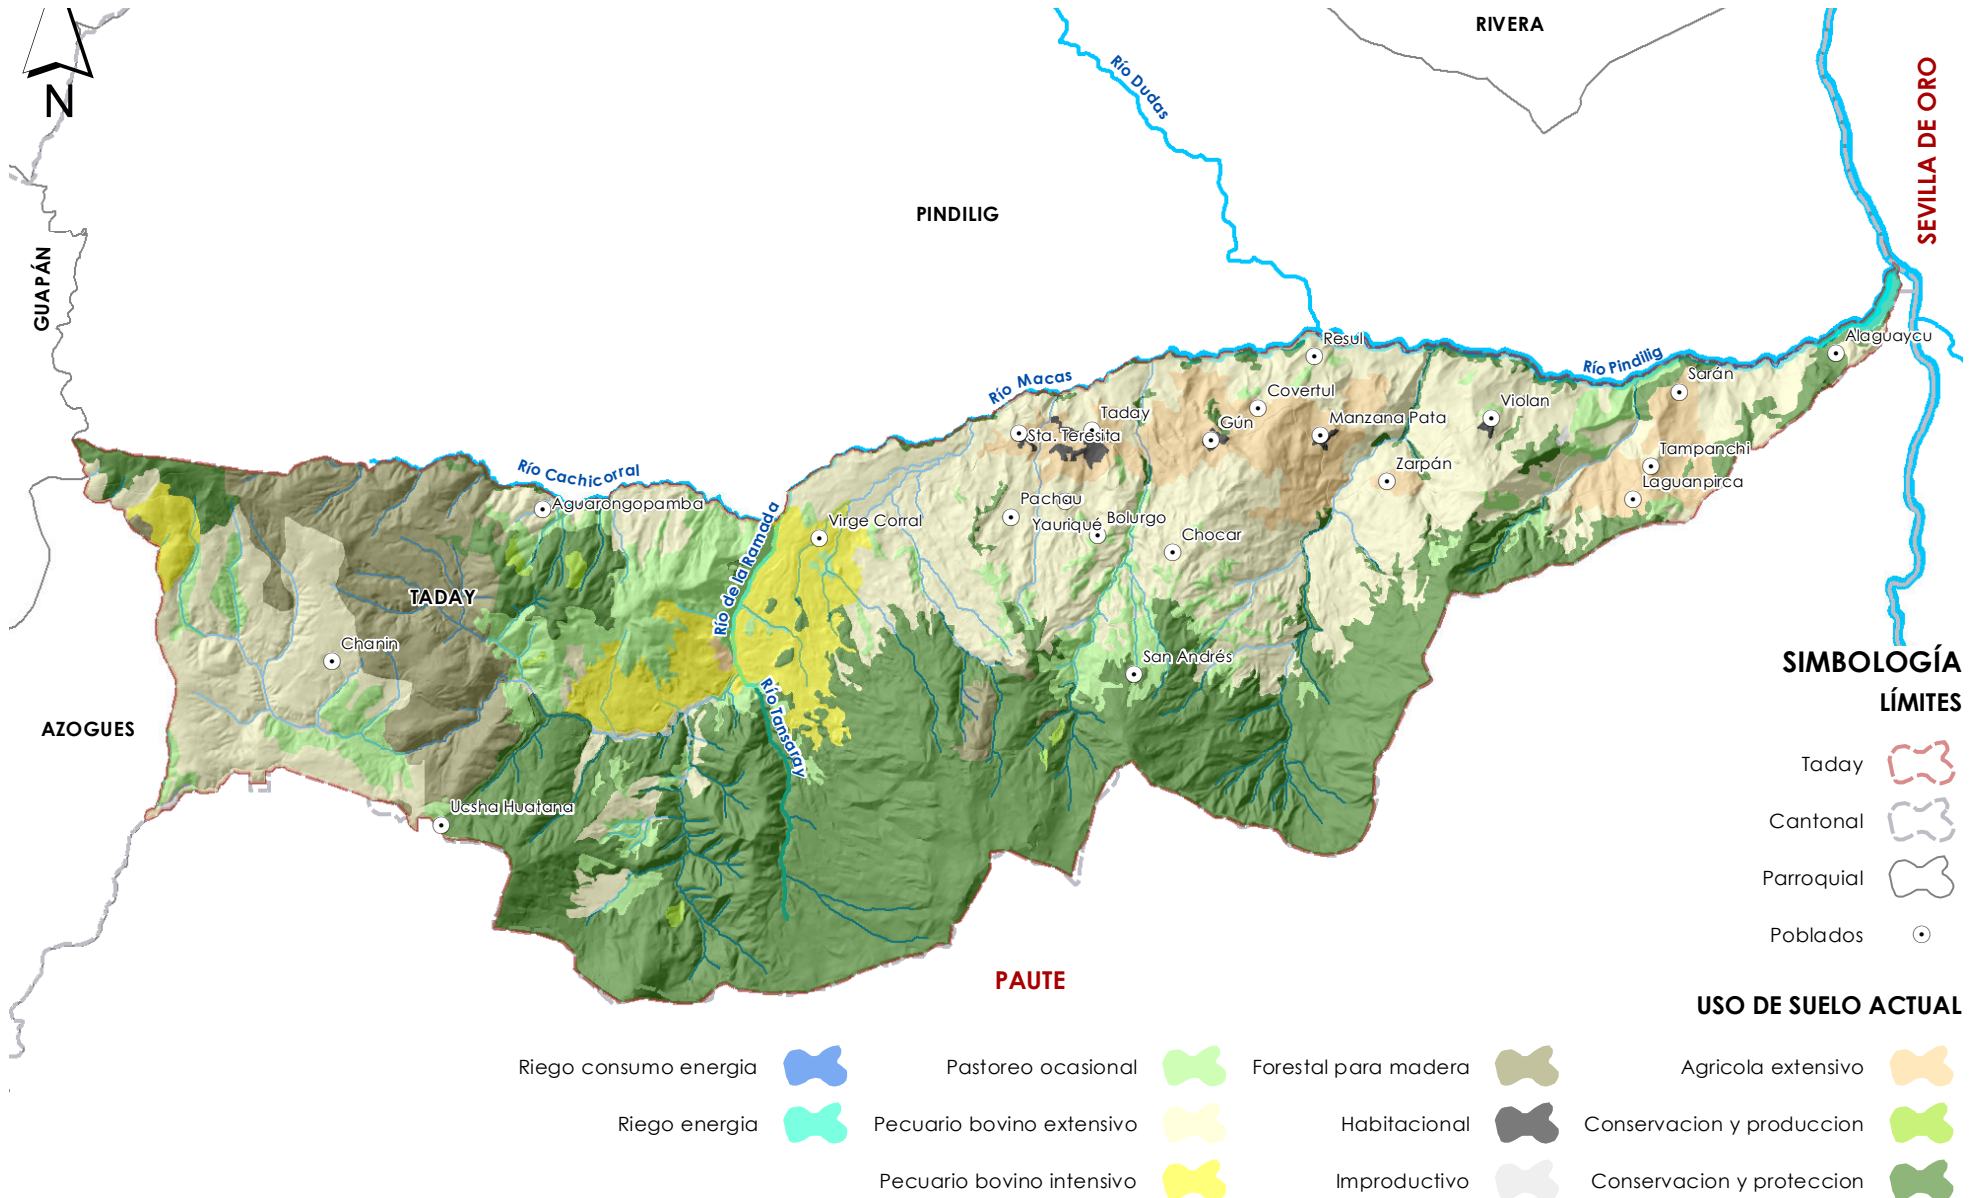 N
RIVERA
Río Dudas
SEVILLA DE ORO
PINDILIG
GUAPÁN
Resul
Alaguaycu
Río Pindilig
Río Macas
Sarán
Covertul
Violan
Taday
Gún
Manzana Pata
Sta. Teresita
Tampanchi
Zarpán
Río Cachicorral
Laguanpirca
Aguarongopamba
Pachau
Virge Corral
Yauriqué
Bolurgo
Chocar
Río de la Ramada
TADAY
Chanin
San Andrés
Río Tansaray
AZOGUES
Ucsha Huatana
PAUTE
SIMBOLOGÍA
LÍMITES
Taday
Cantonal
Parroquial
Poblados
USO DE SUELO ACTUAL
Riego consumo energia
Pastoreo ocasional
Forestal para madera
Agricola extensivo
Riego energia
Pecuario bovino extensivo
Habitacional
Conservacion y produccion
Pecuario bovino intensivo
Improductivo
Conservacion y proteccion